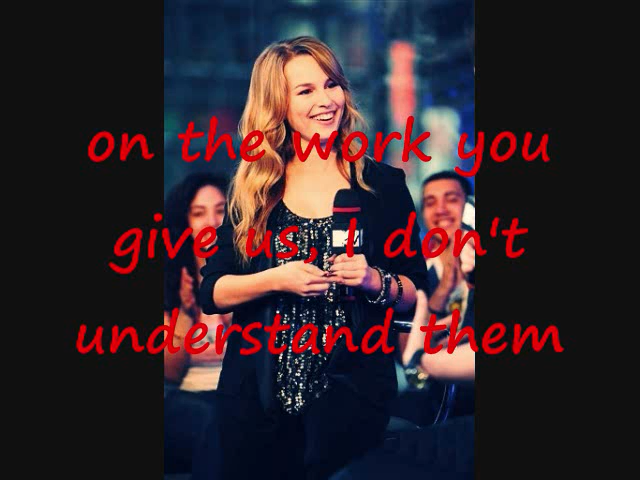 on the work you
give us, I don't
understand them